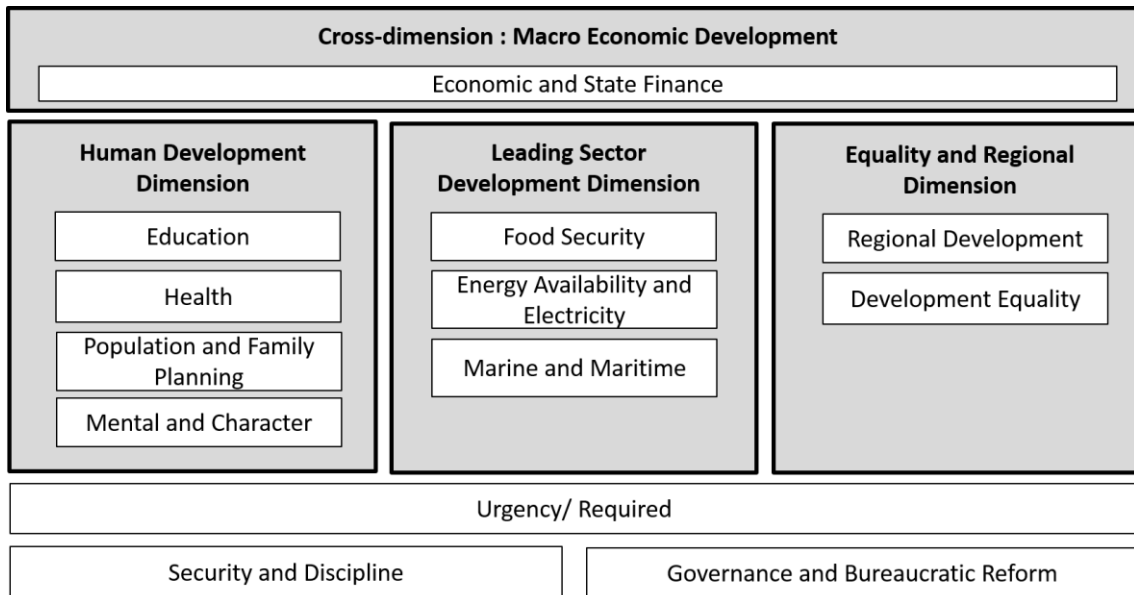 Cross-dimension : Macro Economic Development
Economic and State Finance
Human Development
Dimension
Education
Health
Population and Family
Planning
Mental and Character
Leading Sector
Development Dimension
Food Security
Energy Availability and
Electricity
Marine and Maritime
Equality and Regional
Dimension
Regional Development
Development Equality
Urgency/ Required
Security and Discipline
Governance and Bureaucratic Reform